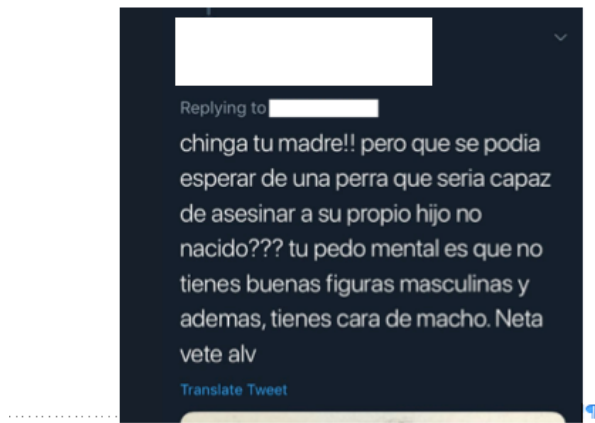 Replying to
chinga tu madre!! pero que se podia
esperar de una perra que seria capaz
de asesinar a su propio hijo no
nacido??? tu pedo mental es que no
tienes buenas figuras masculinas y
ademas, tienes cara de macho. Neta
vete alv
Translate Tweet
¶